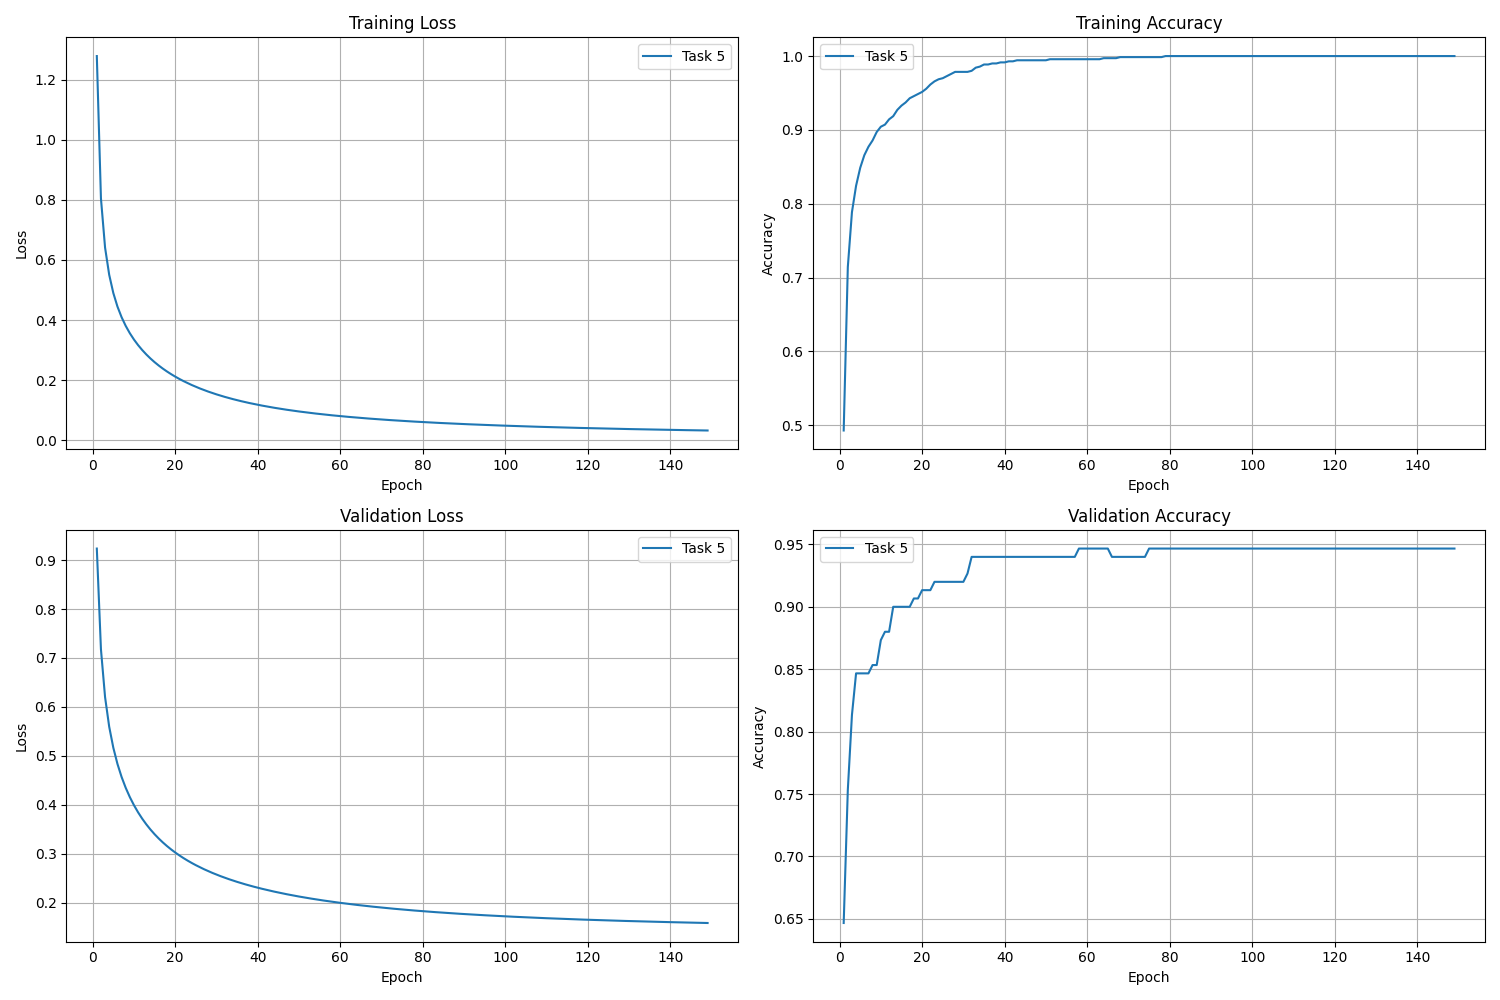 Training Loss
Task 5
1.2
1.0
0.8
0.6
0.4
0.2
0.0
Loss
0 20 40 60 80 100 120 140
Epoch
Training Accuracy
Task 5
1.0
0.9
0.8
0.7
0.6
0.5
Accuracy
0 20 40 60 80 100 120 140
Epoch
Validation Loss
Task 5
0.9
0.8
0.7
0.6
0.5
0.4
0.3
0.2
Loss
0 20 40 60 80 100 120 140
Epoch
Validation Accuracy
Task 5
0.95
0.90
0.85
0.80
0.75
0.70
0.65
Accuracy
0 20 40 60 80 100 120 140
Epoch